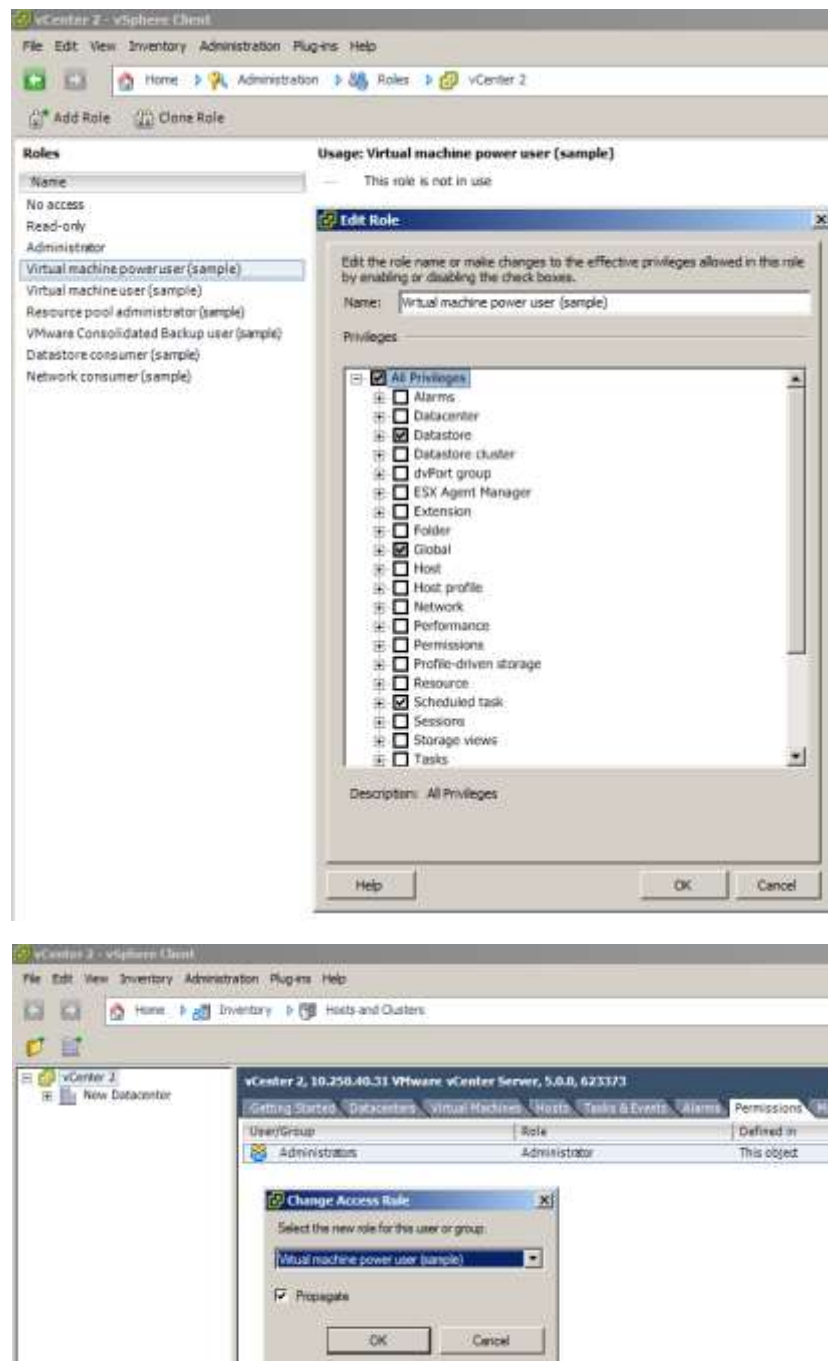 vCenter 2 - vSphere Client
File Edit View Inventory Administration Plug-ins Help
Home Administration Roles vCenter 2
Add Role Clone Role
Roles
Usage: Virtual machine power user (sample)
Name
This role is not in use
No access
Read-only
Administrator
Virtual machine power user (sample)
Virtual machine user (sample)
Resource pool administrator (sample)
VMware Consolidated Backup user (sample)
Datastore consumer (sample)
Network consumer (sample)
Edit Role
Edit the role name or make changes to the effective privileges allowed in this role
by enabling or disabling the check boxes.
Name: Virtual machine power user (sample)
Privileges
All Privileges
Alarms
Datacenter
Datastore
Datastore cluster
dvPort group
ESX Agent Manager
Extension
Folder
Global
Host
Host profile
Network
Performance
Permissions
Profile-driven storage
Resource
Scheduled task
Sessions
Storage views
Tasks
Description: All Privileges
Help OK Cancel
vCenter 2 - vSphere Client
File Edit View Inventory Administration Plug-ins Help
Home Inventory Hosts and Clusters
vCenter 2
New Datacenter
vCenter 2, 10.250.40.31 VMware vCenter Server, 5.0.0, 623373
Getting Started Datacenters Virtual Machines Hosts Tasks & Events Alarms Permissions
User/Group Role Defined in
Administrators Administrator This object
Change Access Rule
Select the new role for this user or group.
Virtual machine power user (sample)
Propagate
OK Cancel